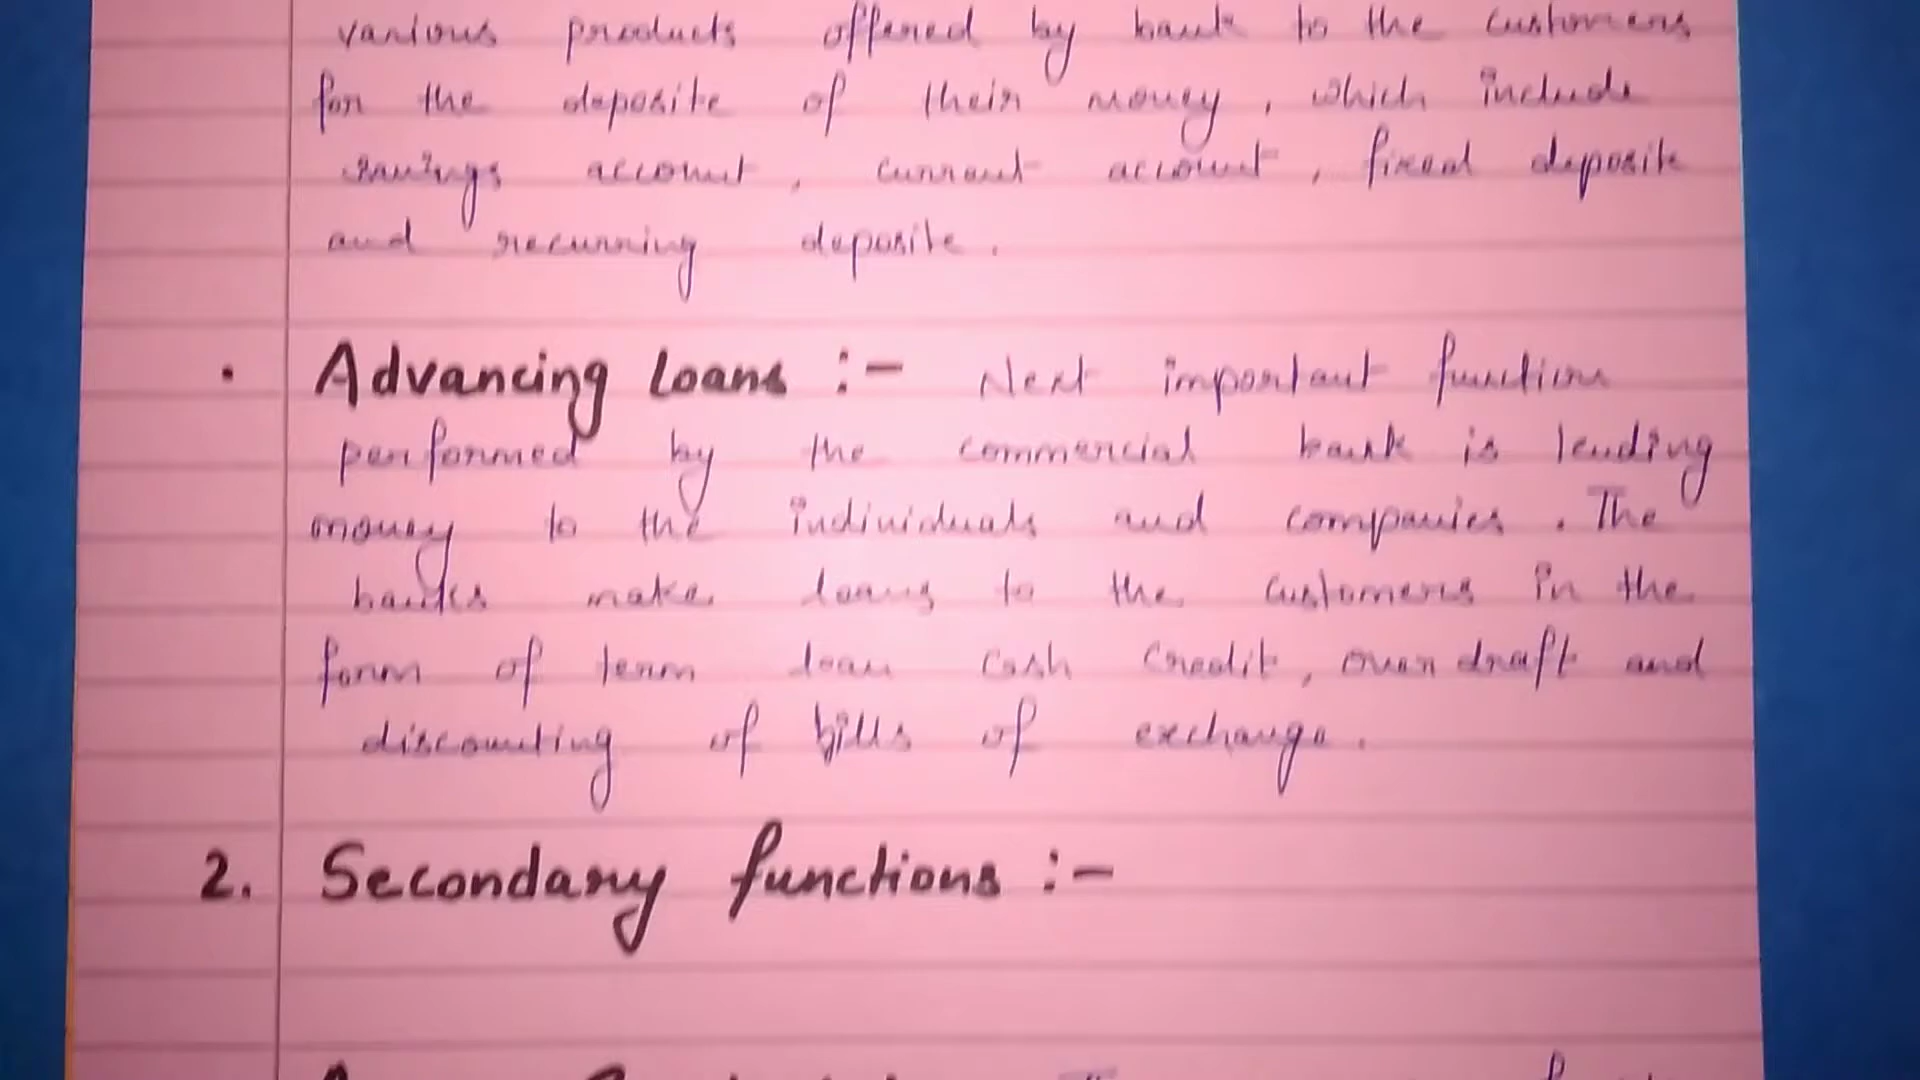 various products offered by bank to the customers
for the deposite of their money, which include
savings account, current account, fixed deposite
and recurring deposite.
• Advancing Loans :- Next important function
performed by the commercial bank is lending
money to the individuals and companies. The
banks make loans to the customers in the
form of term loan cash credit, over draft and
discounting of bills of exchange.
2. Secondary functions :-